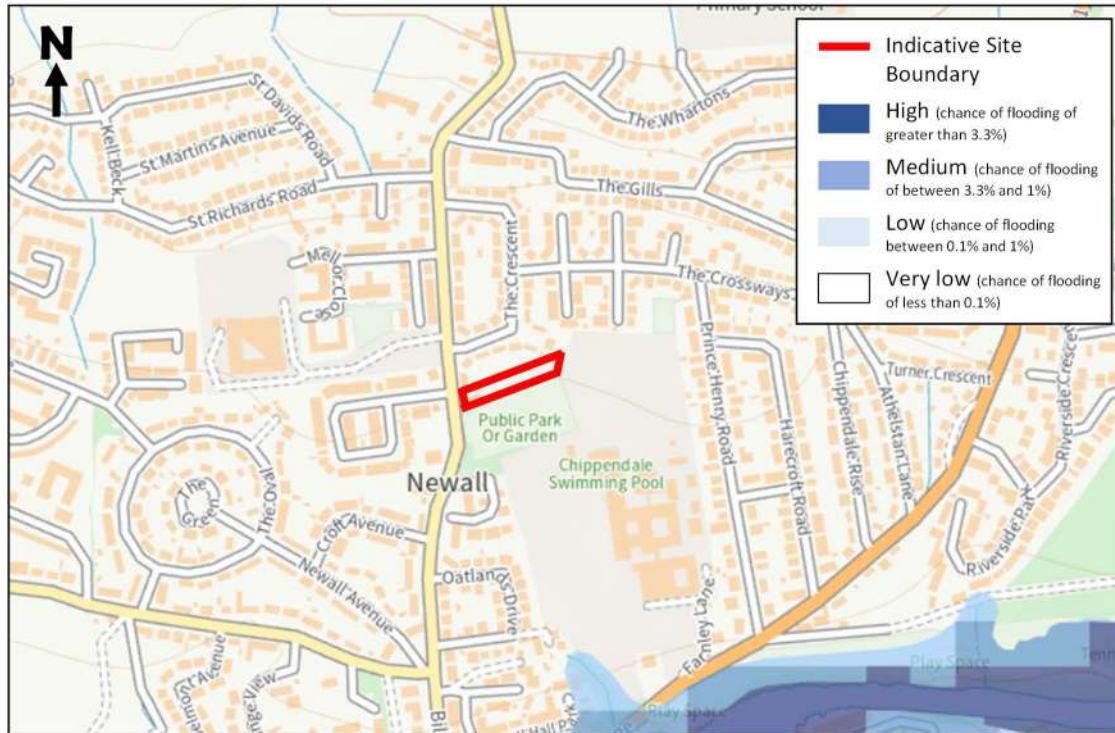 Primary School
N
Indicative Site
Boundary
High (chance of flooding of
greater than 3.3%)
Medium (chance of flooding
of between 3.3% and 1%)
Low (chance of flooding
between 0.1% and 1%)
Very low (chance of flooding
of less than 0.1%)
St Davids Road
The Whartons
Kell Beck
St Martins Avenue
The Gills
St Richards Road
The Crescent
Mellor Close
The Crossways
Prince Henry Road
Turner Crescent
Riverside Crescent
Chippendale Rise
Athelstan Lane
Harecroft Road
Public Park
Or Garden
Chippendale
Swimming Pool
Newall
The Oval
The
Green
Croft Avenue
Newall Avenue
Riverside Park
Oatlands Drive
Farnley Lane
Play Space
Play Space